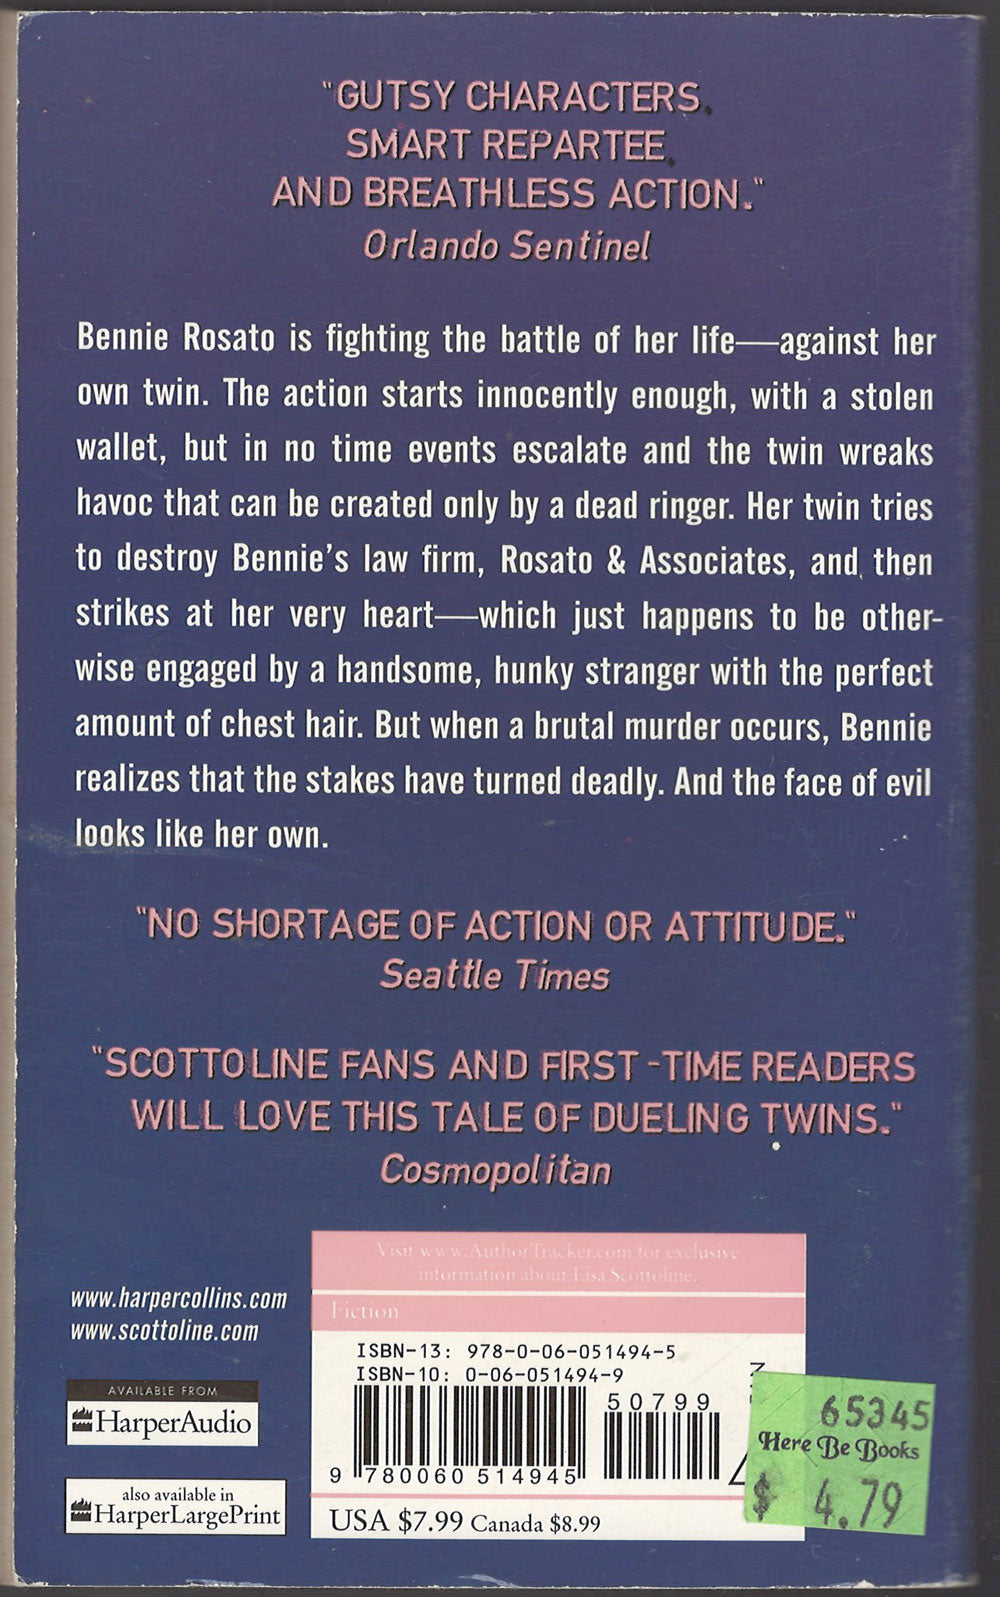 "GUTSY CHARACTERS,
SMART REPARTEE,
AND BREATHLESS ACTION."
Orlando Sentinel
Bennie Rosato is fighting the battle of her life—against her
own twin. The action starts innocently enough, with a stolen
wallet, but in no time events escalate and the twin wreaks
havoc that can be created only by a dead ringer. Her twin tries
to destroy Bennie's law firm, Rosato & Associates, and then
strikes at her very heart—which just happens to be other-
wise engaged by a handsome, hunky stranger with the perfect
amount of chest hair. But when a brutal murder occurs, Bennie
realizes that the stakes have turned deadly. And the face of evil
looks like her own.
"NO SHORTAGE OF ACTION OR ATTITUDE."
Seattle Times
"SCOTTOLINE FANS AND FIRST-TIME READERS
WILL LOVE THIS TALE OF DUELING TWINS."
Cosmopolitan
www.harpercollins.com
www.scottoline.com
AVAILABLE FROM
HarperAudio
also available in
HarperLargePrint
Visit www.AuthorTracker.com for exclusive
information about Lisa Scottoline.
Fiction
ISBN-13: 978-0-06-051494-5
ISBN-10: 0-06-051494-9
50799
9 780060 514945
USA $7.99 Canada $8.99
65345
Here Be Books
$ 4.79